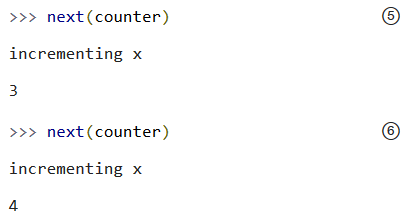 >>> next(counter) ⑤
incrementing x
3
>>> next(counter) ⑥
incrementing x
4